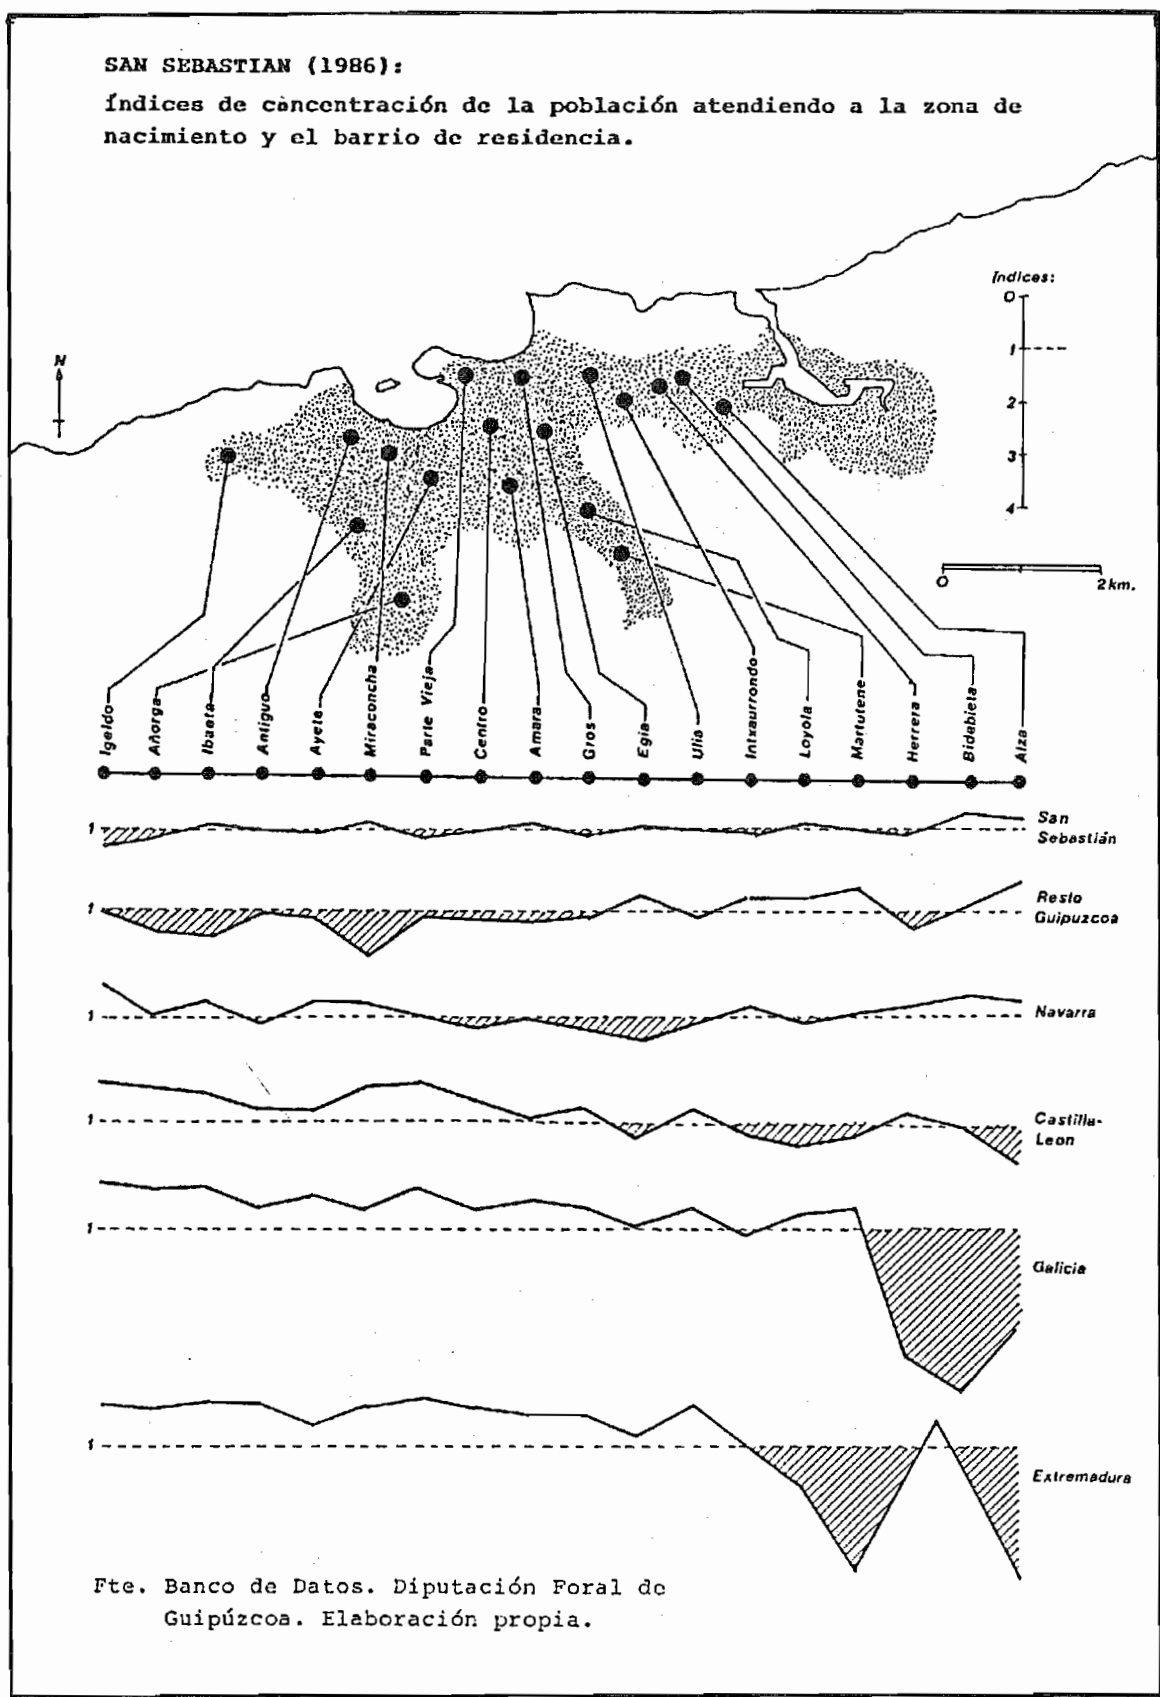 SAN SEBASTIAN (1986):
Índices de concentración de la población atendiendo a la zona de
nacimiento y el barrio de residencia.
Índices:
0
1
2
3
4
N
0
2km.
Igeldo
Añorga
Ibaeta
Antiguo
Ayete
Miraconcha
Parte Vieja
Centro
Amara
Gros
Egia
Ulia
Intxaurrondo
Loyola
Martutene
Herrera
Bidebieta
Alza
1
San
Sebastián
1
Resto
Guipuzcoa
1
Navarra
1
Castilla-
Leon
1
Galicia
1
Extremadura
Fte. Banco de Datos. Diputación Foral de
Guipúzcoa. Elaboración propia.